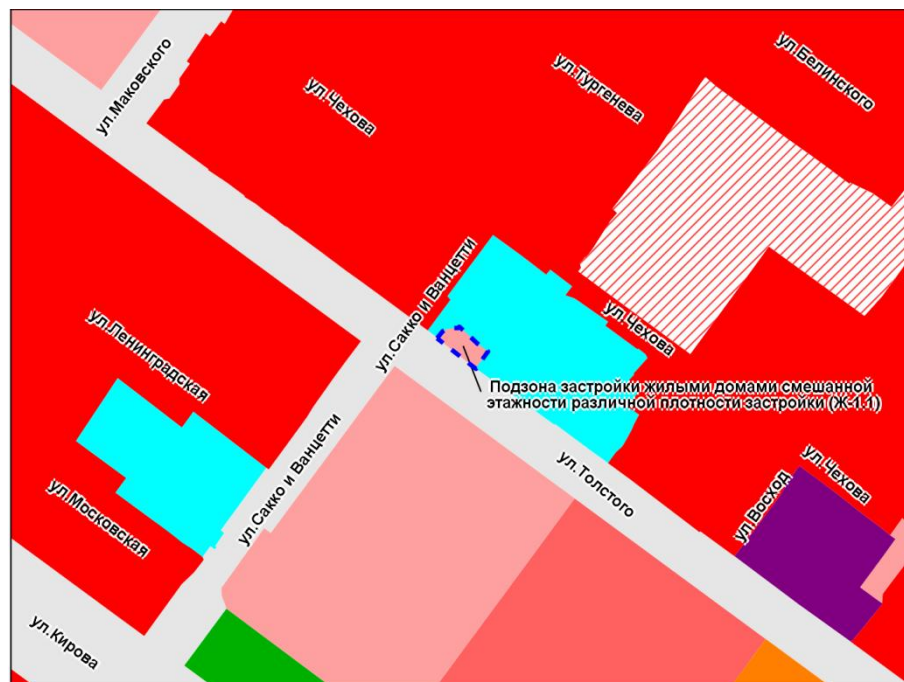 ул.Маковского
ул.Чехова
ул.Тургенева
ул.Белинского
ул.Сакко и Ванцетти
ул.Чехова
ул.Ленинградская
Подзона застройки жилыми домами смешанной
этажности различной плотности застройки (Ж-1.1)
ул.Сакко и Ванцетти
ул.Толстого
ул.Чехова
ул.Восход
ул.Московская
ул.Кирова